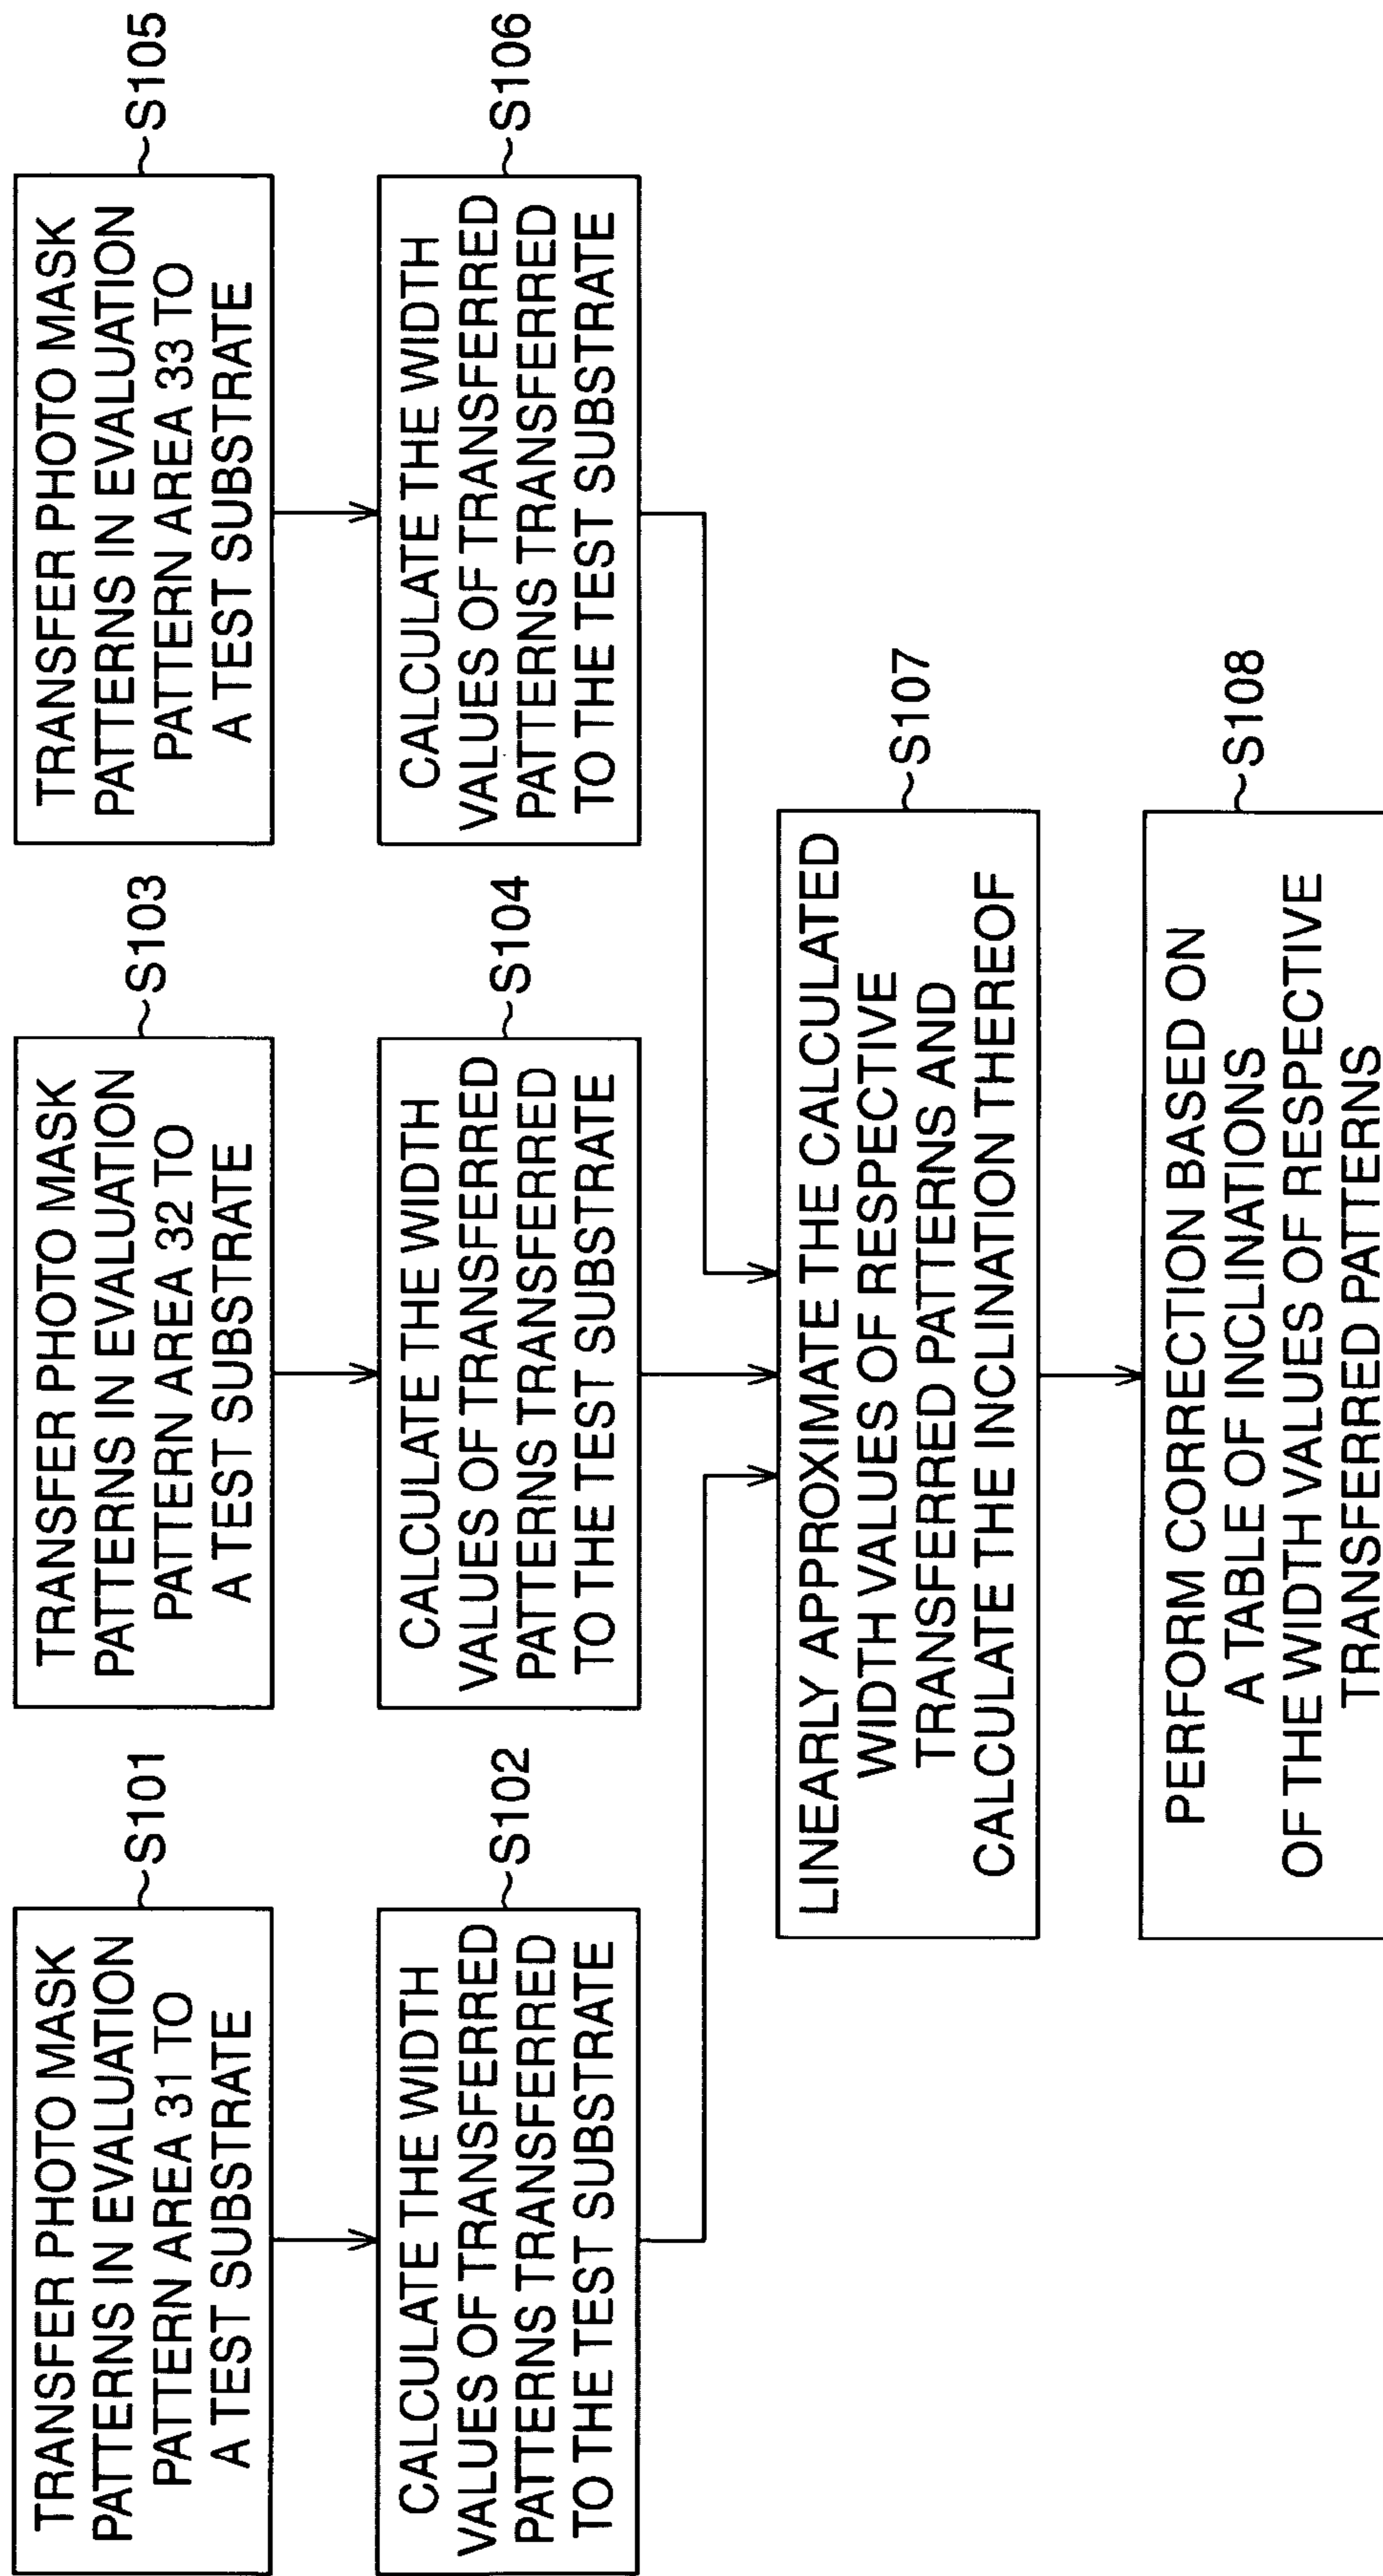 TRANSFER PHOTO MASK
PATTERNS IN EVALUATION
PATTERN AREA 31 TO
A TEST SUBSTRATE
~S101
CALCULATE THE WIDTH
VALUES OF TRANSFERRED
PATTERNS TRANSFERRED
TO THE TEST SUBSTRATE
~S102
TRANSFER PHOTO MASK
PATTERNS IN EVALUATION
PATTERN AREA 32 TO
A TEST SUBSTRATE
~S103
CALCULATE THE WIDTH
VALUES OF TRANSFERRED
PATTERNS TRANSFERRED
TO THE TEST SUBSTRATE
~S104
TRANSFER PHOTO MASK
PATTERNS IN EVALUATION
PATTERN AREA 33 TO
A TEST SUBSTRATE
~S105
CALCULATE THE WIDTH
VALUES OF TRANSFERRED
PATTERNS TRANSFERRED
TO THE TEST SUBSTRATE
~S106
LINEARLY APPROXIMATE THE CALCULATED
WIDTH VALUES OF RESPECTIVE
TRANSFERRED PATTERNS AND
CALCULATE THE INCLINATION THEREOF
~S107
PERFORM CORRECTION BASED ON
A TABLE OF INCLINATIONS
OF THE WIDTH VALUES OF RESPECTIVE
TRANSFERRED PATTERNS
~S108